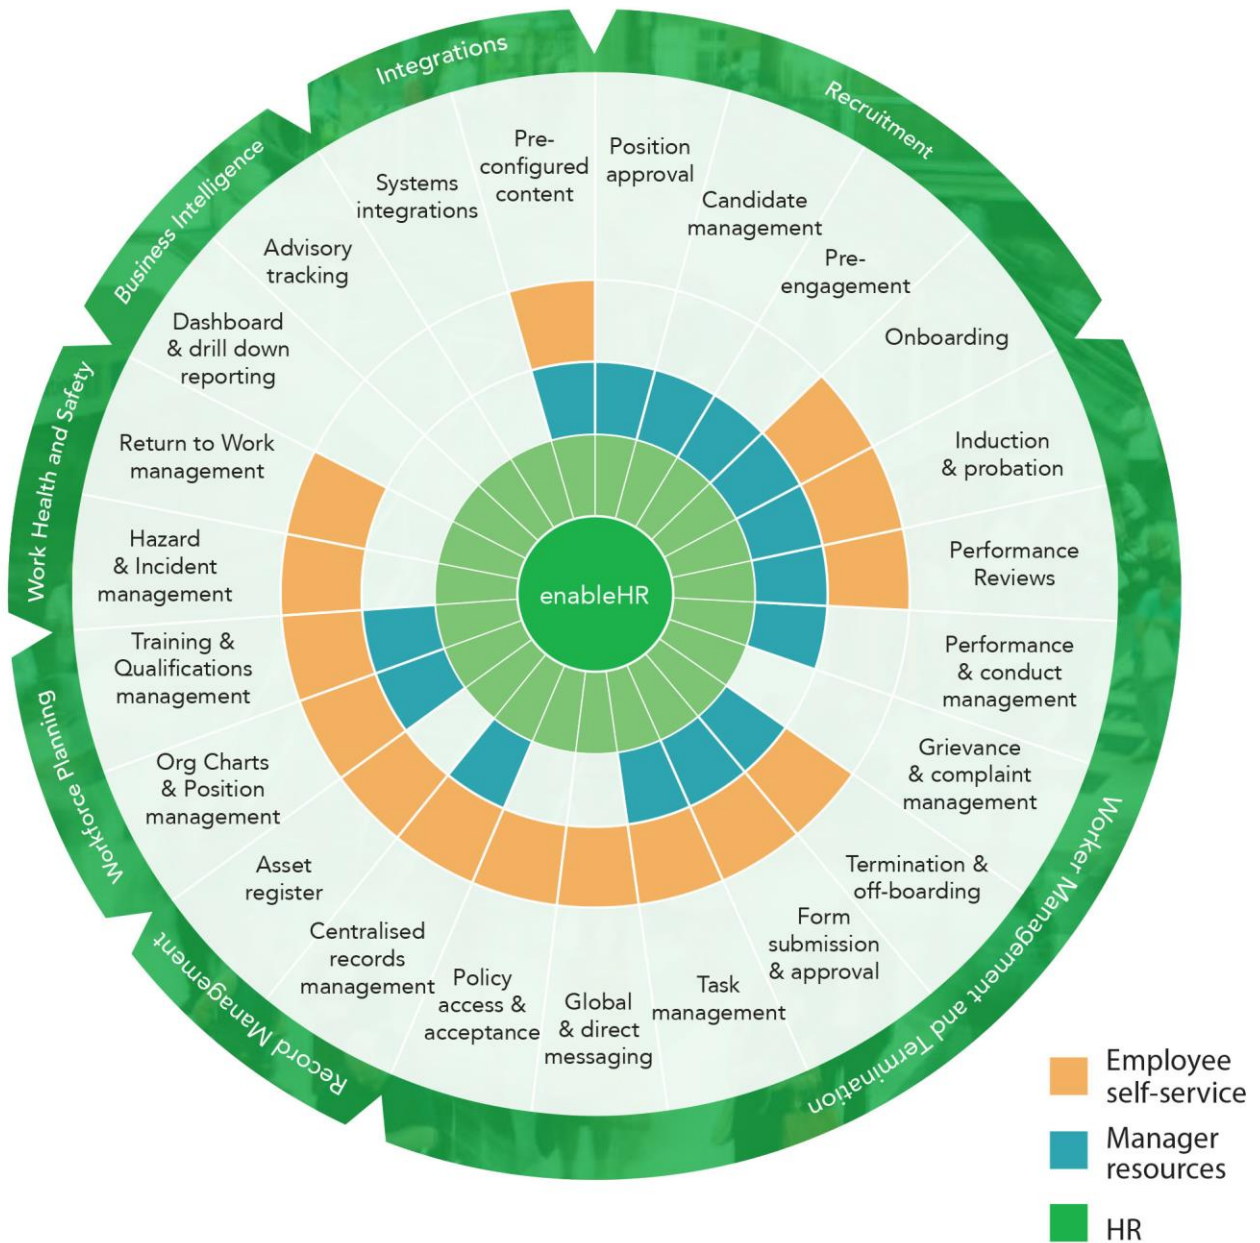 Integrations
Recruitment
Business Intelligence
Work Health and Safety
Workforce Planning
Record Management
Worker Management and Termination
Pre-
configured
content
Position
approval
Candidate
management
Pre-
engagement
Onboarding
Induction
& probation
Performance
Reviews
Performance
& conduct
management
Grievance
& complaint
management
Termination &
off-boarding
Form
submission
& approval
Task
management
Global
& direct
messaging
Policy
access &
acceptance
Centralised
records
management
Asset
register
Org Charts
& Position
management
Training &
Qualifications
management
Hazard
& Incident
management
Return to Work
management
Dashboard
& drill down
reporting
Advisory
tracking
Systems
integrations
enableHR
Employee
self-service
Manager
resources
HR